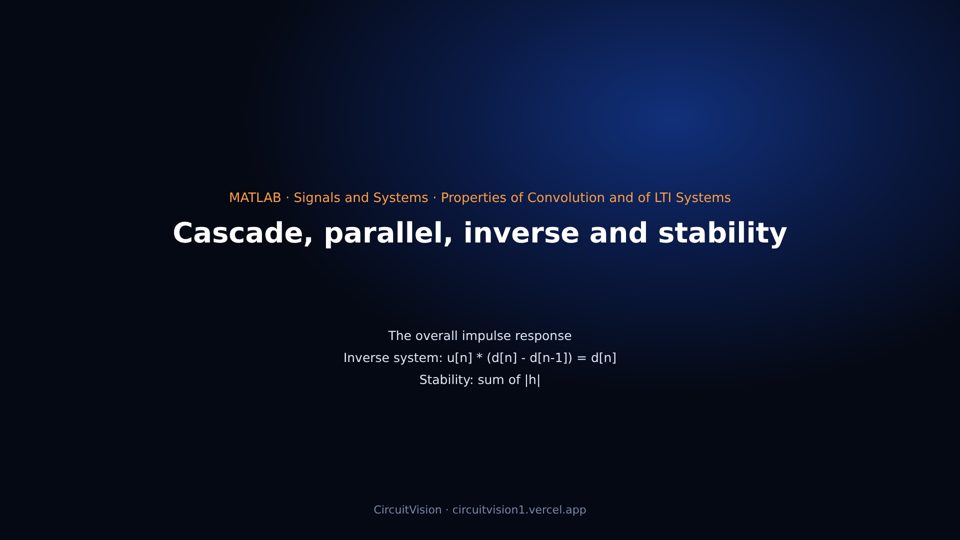 MATLAB · Signals and Systems · Properties of Convolution and of LTI Systems
Cascade, parallel, inverse and stability
The overall impulse response
Inverse system: u[n] * (d[n] - d[n-1]) = d[n]
Stability: sum of |h|
CircuitVision · circuitvision1.vercel.app